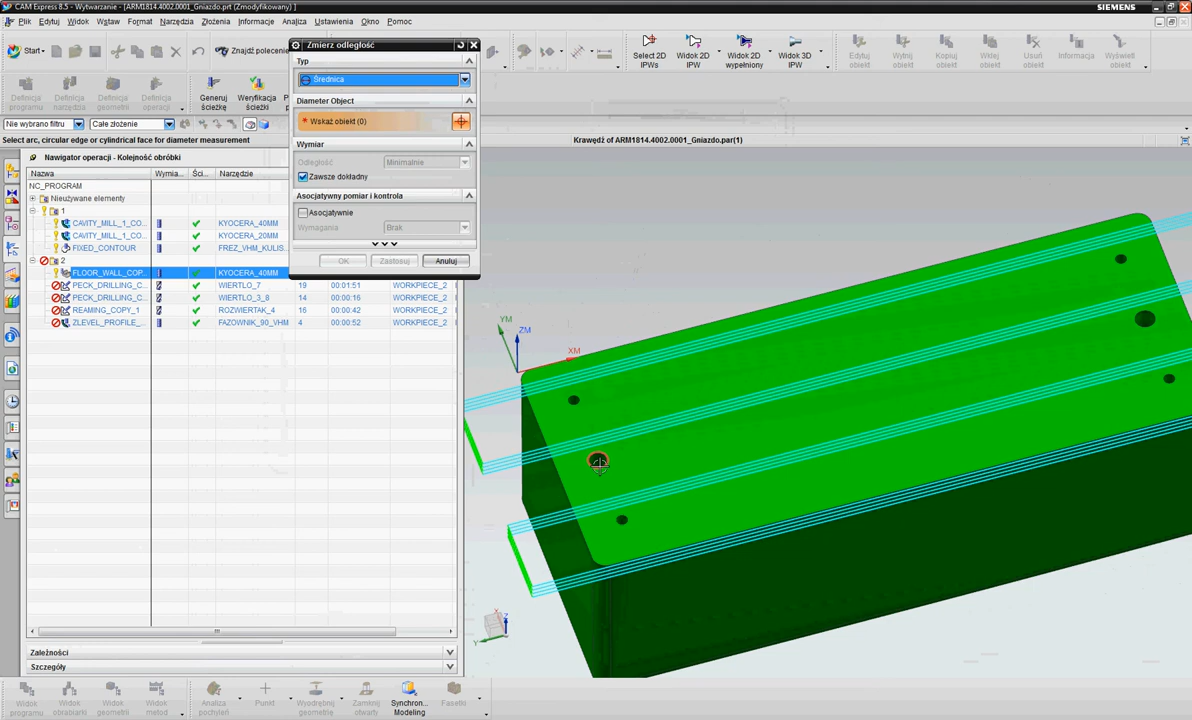 CAM Express 8.5 - Wytwarzanie - [ARM1814.4002.0001_Gniazdo.prt (Zmodyfikowany) ]
SIEMENS
Plik Edytuj Widok Wstaw Format Narzędzia Złożenia Informacje Analiza Ustawienia Okno Pomoc
Start
Znajdź polecenie
Select 2D IPWs
Widok 2D IPW
Widok 2D wypełniony
Widok 3D IPW
Edytuj obiekt
Wytnij obiekt
Kopiuj obiekt
Usuń obiekt
Informacja
Wyświetl obiekt
Definicja programu
Definicja narzędzia
Definicja geometrii
Definicja operacji
Generuj ścieżkę
Weryfikacja ścieżki
Nie wybrano filtru
Całe złożenie
Select arc, circular edge or cylindrical face for diameter measurement
Krawędź of ARM1814.4002.0001_Gniazdo.par(1)
Zmierz odległość
Typ
Średnica
Diameter Object
* Wskaż obiekt (0)
Wymiar
Odległość Minimalnie
Zawsze dokładny
Asocjatywny pomiar i kontrola
Asocjatywnie
Wymagania Brak
OK Zastosuj Anuluj
Nawigator operacji - Kolejność obróbki
Nazwa Wymia... Ści... Narzędzie
NC_PROGRAM
Nieużywane elementy
1
CAVITY_MILL_1_CO... KYOCERA_40MM
CAVITY_MILL_1_CO... KYOCERA_20MM
FIXED_CONTOUR FREZ_VHM_KULIS...
2
FLOOR_WALL_COP... KYOCERA_40MM
PECK_DRILLING_C... WIERTLO_7 19 00:01:51 WORKPIECE_2
PECK_DRILLING_C... WIERTLO_3_8 14 00:00:16 WORKPIECE_2
REAMING_COPY_1 ROZWIERTAK_4 16 00:00:42 WORKPIECE_2
ZLEVEL_PROFILE_... FAZOWNIK_90_VHM 4 00:00:52 WORKPIECE_2
YM
ZM
XM
X
Z
Y
Zależności
Szczegóły
Widok programu
Widok obrabiarki
Widok geometrii
Widok metod
Analiza pochyleń
Punkt
Wyodrębnij geometrię
Zamknij otwarty
Synchron... Modeling
Fasetio